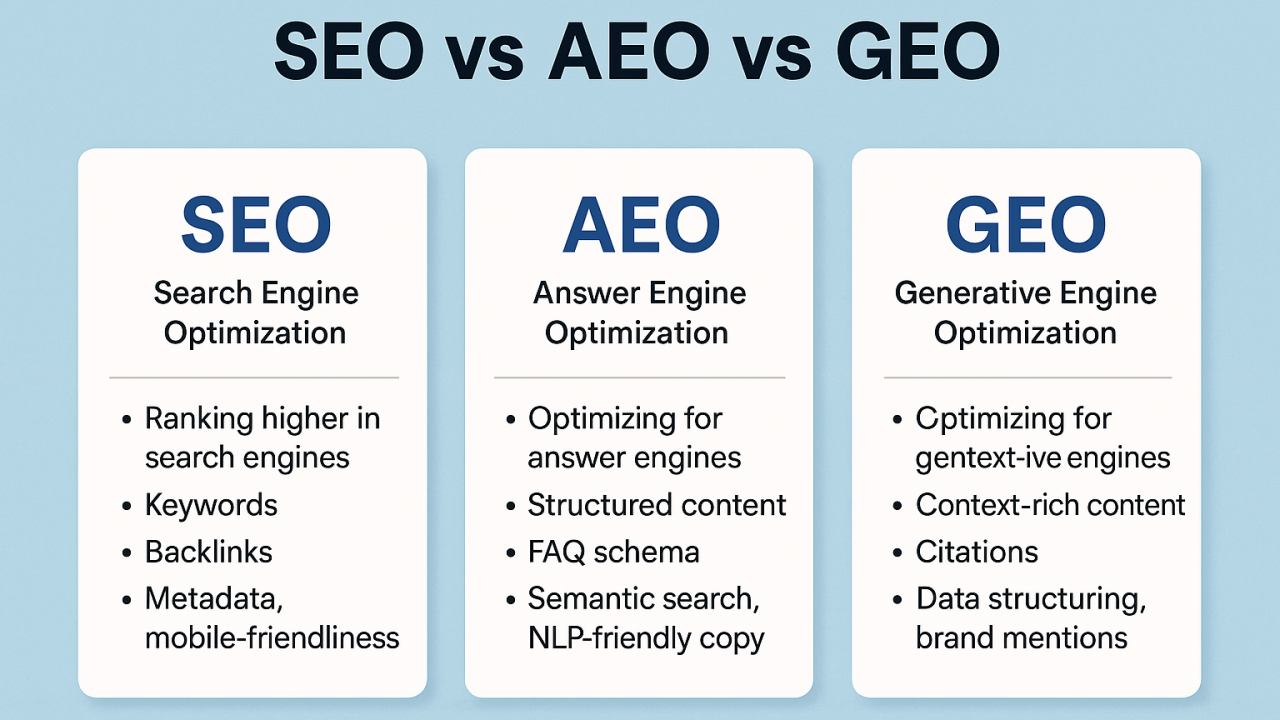 SEO vs AEO vs GEO
SEO
Search Engine
Optimization
• Ranking higher in
search engines
• Keywords
• Backlinks
• Metadata,
mobile-friendliness
AEO
Answer Engine
Optimization
• Optimizing for
answer engines
• Structured content
• FAQ schema
• Semantic search,
NLP-friendly copy
GEO
Generative Engine
Optimization
• Cptimizing for
gentext-ive engines
• Context-rich content
• Citations
• Data structuring,
brand mentions